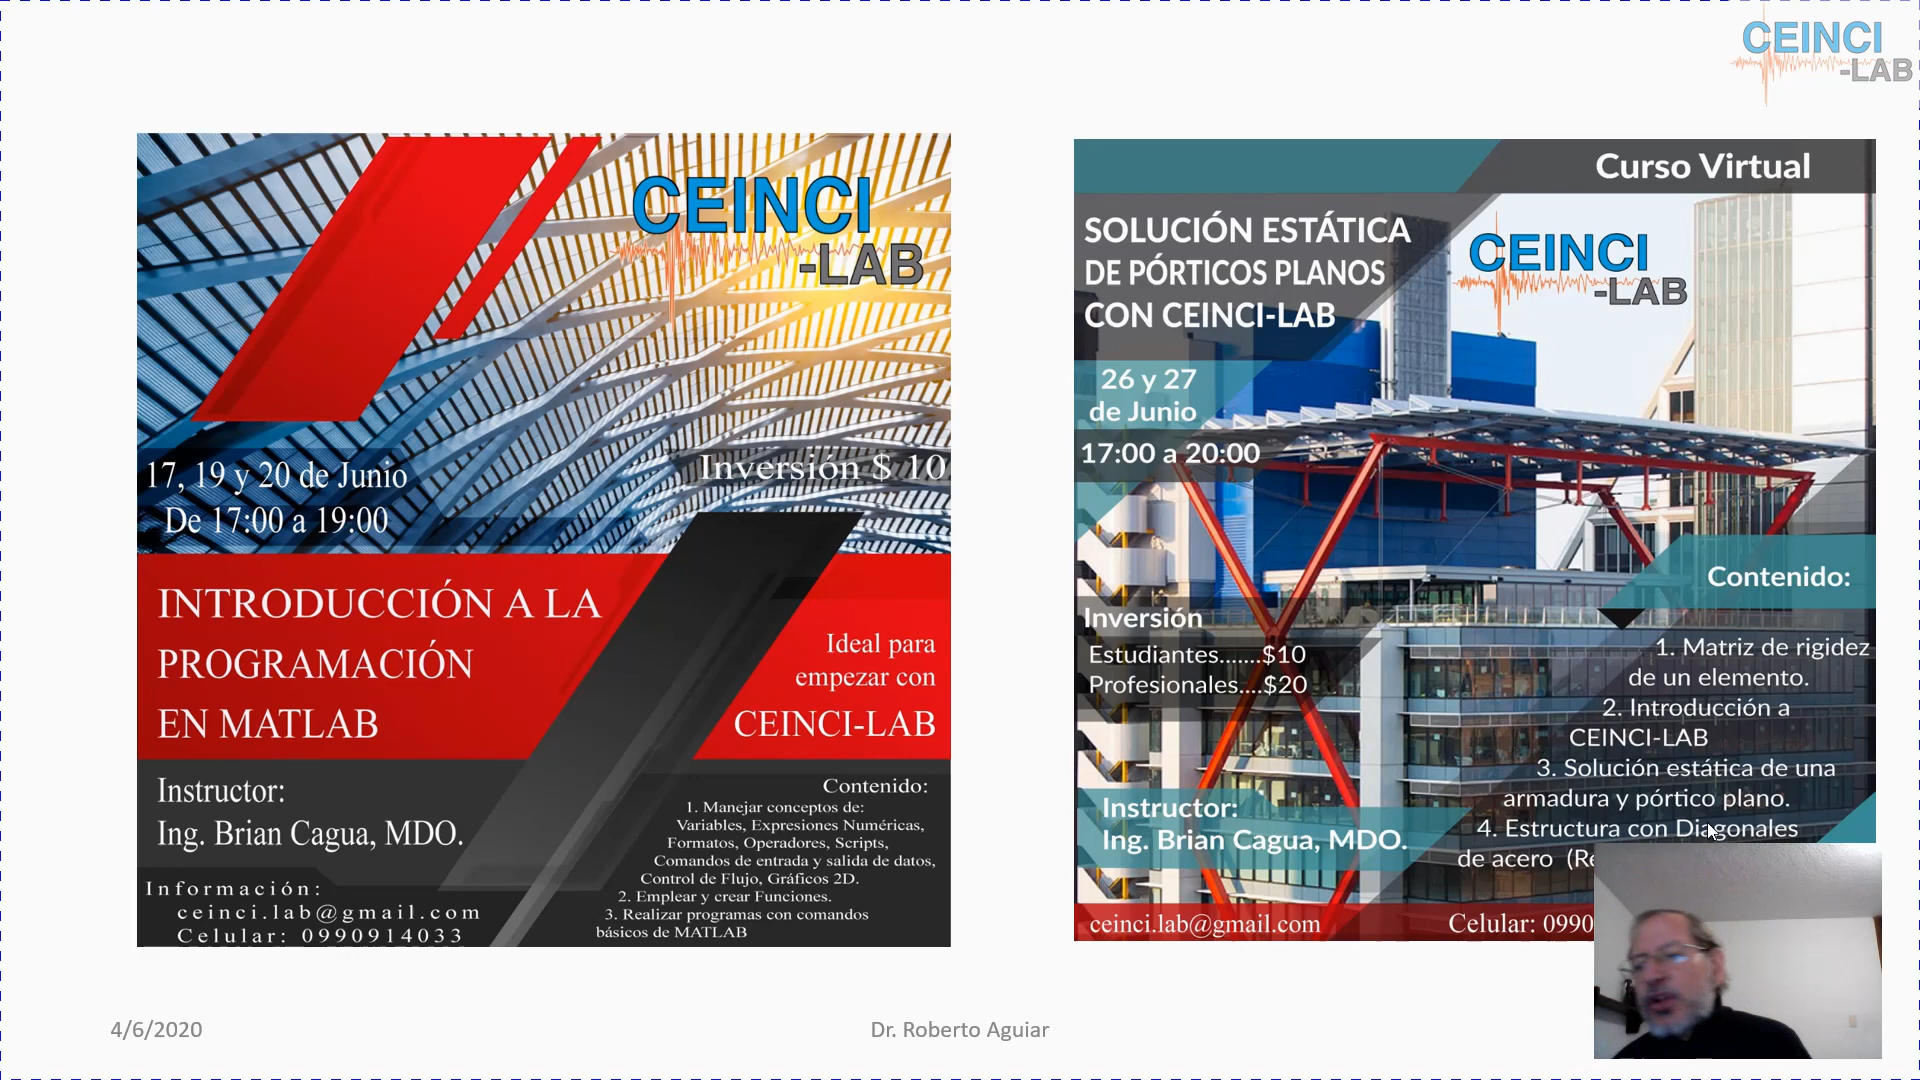 CEINCI
-LAB
CEINCI
-LAB
17, 19 y 20 de Junio
De 17:00 a 19:00
Inversión $ 10
INTRODUCCIÓN A LA
PROGRAMACIÓN
EN MATLAB
Ideal para
empezar con
CEINCI-LAB
Instructor:
Ing. Brian Cagua, MDO.
Información:
ceinci.lab@gmail.com
Celular: 0990914033
Contenido:
1. Manejar conceptos de:
Variables, Expresiones Numéricas,
Formatos, Operadores, Scripts,
Comandos de entrada y salida de datos,
Control de Flujo, Gráficos 2D.
2. Emplear y crear Funciones.
3. Realizar programas con comandos
básicos de MATLAB
Curso Virtual
SOLUCIÓN ESTÁTICA
DE PÓRTICOS PLANOS
CON CEINCI-LAB
CEINCI
-LAB
26 y 27
de Junio
17:00 a 20:00
Inversión
Estudiantes.......$10
Profesionales....$20
Contenido:
1. Matriz de rigidez
de un elemento.
2. Introducción a
CEINCI-LAB
3. Solución estática de una
armadura y pórtico plano.
4. Estructura con Diagonales
de acero
Instructor:
Ing. Brian Cagua, MDO.
ceinci.lab@gmail.com
Celular: 0990
4/6/2020
Dr. Roberto Aguiar